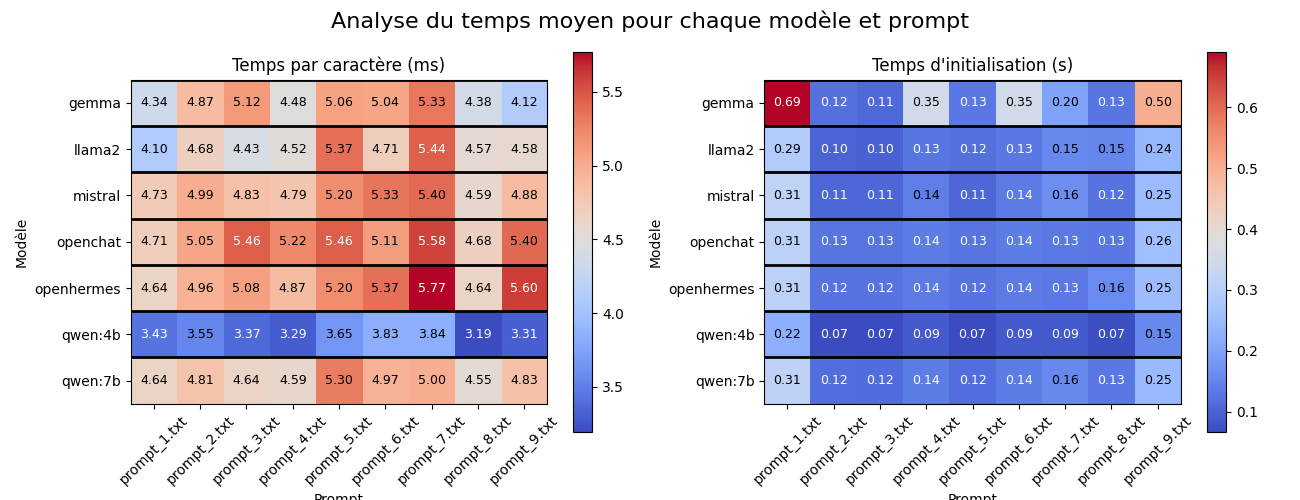 Analyse du temps moyen pour chaque modèle et prompt
Temps par caractère (ms)
gemma 4.34 4.87 5.12 4.48 5.06 5.04 5.33 4.38 4.12
llama2 4.10 4.68 4.43 4.52 5.37 4.71 5.44 4.57 4.58
mistral 4.73 4.99 4.83 4.79 5.20 5.33 5.40 4.59 4.88
openchat 4.71 5.05 5.46 5.22 5.46 5.11 5.58 4.68 5.40
openhermes 4.64 4.96 5.08 4.87 5.20 5.37 5.77 4.64 5.60
qwen:4b 3.43 3.55 3.37 3.29 3.65 3.83 3.84 3.19 3.31
qwen:7b 4.64 4.81 4.64 4.59 5.30 4.97 5.00 4.55 4.83
Modèle
prompt_1.txt prompt_2.txt prompt_3.txt prompt_4.txt prompt_5.txt prompt_6.txt prompt_7.txt prompt_8.txt prompt_9.txt
Prompt
5.5
5.0
4.5
4.0
3.5
Temps d'initialisation (s)
gemma 0.69 0.12 0.11 0.35 0.13 0.35 0.20 0.13 0.50
llama2 0.29 0.10 0.10 0.13 0.12 0.13 0.15 0.15 0.24
mistral 0.31 0.11 0.11 0.14 0.11 0.14 0.16 0.12 0.25
openchat 0.31 0.13 0.13 0.14 0.13 0.14 0.13 0.13 0.26
openhermes 0.31 0.12 0.12 0.14 0.12 0.14 0.13 0.16 0.25
qwen:4b 0.22 0.07 0.07 0.09 0.07 0.09 0.09 0.07 0.15
qwen:7b 0.31 0.12 0.12 0.14 0.12 0.14 0.16 0.13 0.25
Modèle
prompt_1.txt prompt_2.txt prompt_3.txt prompt_4.txt prompt_5.txt prompt_6.txt prompt_7.txt prompt_8.txt prompt_9.txt
Prompt
0.6
0.5
0.4
0.3
0.2
0.1